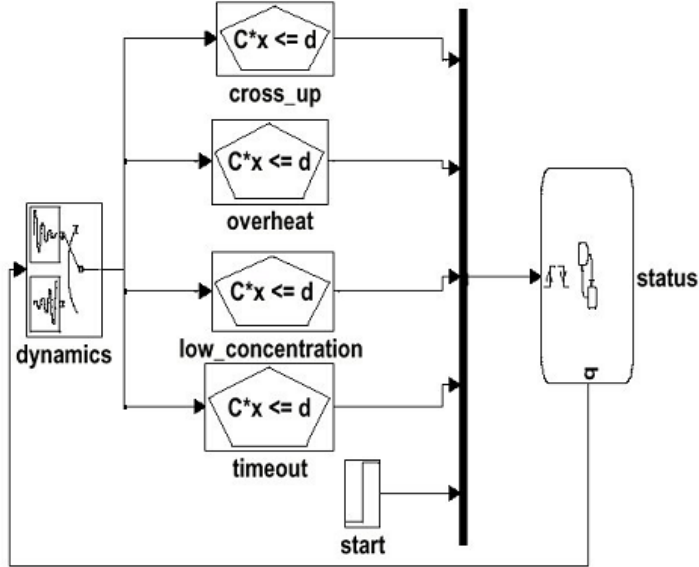 C*x <= d
cross_up
C*x <= d
overheat
dynamics
C*x <= d
low_concentration
status
q
C*x <= d
timeout
start